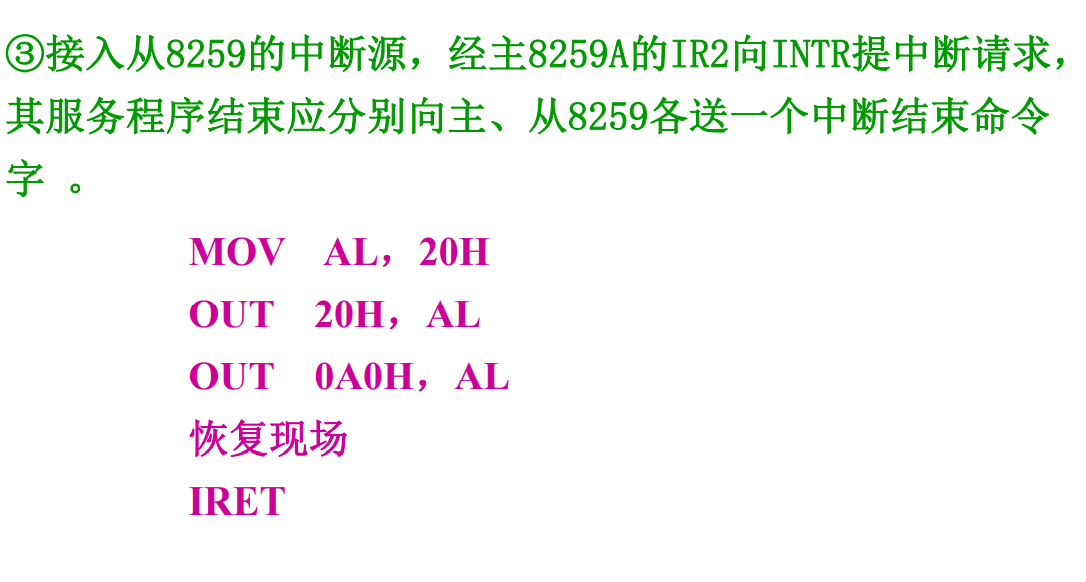 ③接入从8259的中断源，经主8259A的IR2向INTR提中断请求，
其服务程序结束应分别向主、从8259各送一个中断结束命令
字 。
MOV AL，20H
OUT 20H，AL
OUT 0A0H，AL
恢复现场
IRET